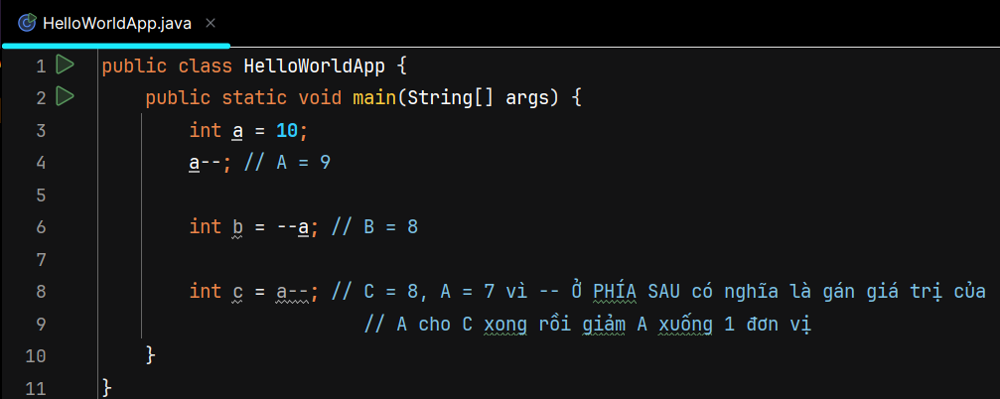 HelloWorldApp.java ×
1 public class HelloWorldApp {
2 public static void main(String[] args) {
3 int a = 10;
4 a--; // A = 9
5
6 int b = --a; // B = 8
7
8 int c = a--; // C = 8, A = 7 vì -- Ở PHÍA SAU có nghĩa là gán giá trị của
9 // A cho C xong rồi giảm A xuống 1 đơn vị
10 }
11 }